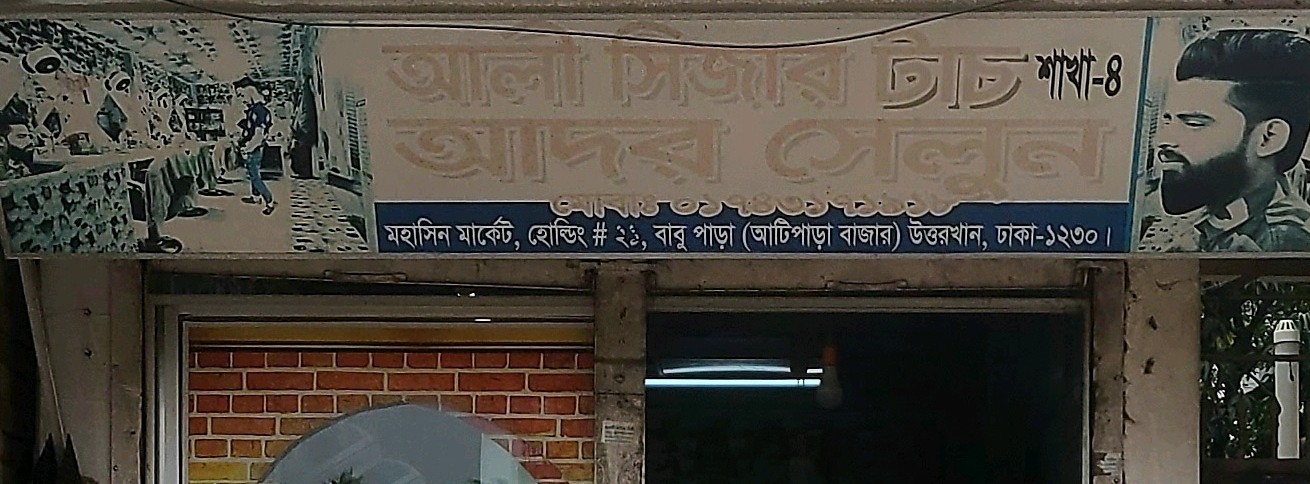 আলা সিজার টাচ শাখা-৪
আদর সেলুন
মোবাঃ
মহাসিন মার্কেট, হোল্ডিং # ২১, বাবু পাড়া (আটিপাড়া বাজার) উত্তরখান, ঢাকা-১২৩০।